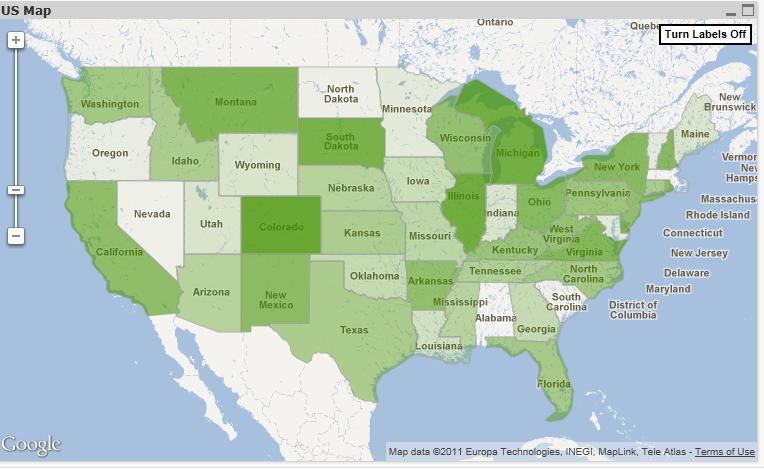 US Map
Ontario
Quebe
Turn Labels Off
Washington
Montana
North
Dakota
Minnesota
New
Brunswick
Maine
Oregon
Idaho
Wyoming
South
Dakota
Wisconsin
Michigan
New York
Vermon
New
Hamps
Nebraska
Iowa
Illinois
Indiana
Ohio
Pennsylvania
Massachus
Rhode Island
Connecticut
New Jersey
Delaware
Maryland
District of
Columbia
Nevada
Utah
Colorado
Kansas
Missouri
West
Virginia
Virginia
Kentucky
California
Arizona
New
Mexico
Oklahoma
Arkansas
Tennessee
North
Carolina
Texas
Mississippi
Alabama
South
Carolina
Georgia
Louisiana
Florida
Google
Map data ©2011 Europa Technologies, INEGI, MapLink, Tele Atlas - Terms of Use